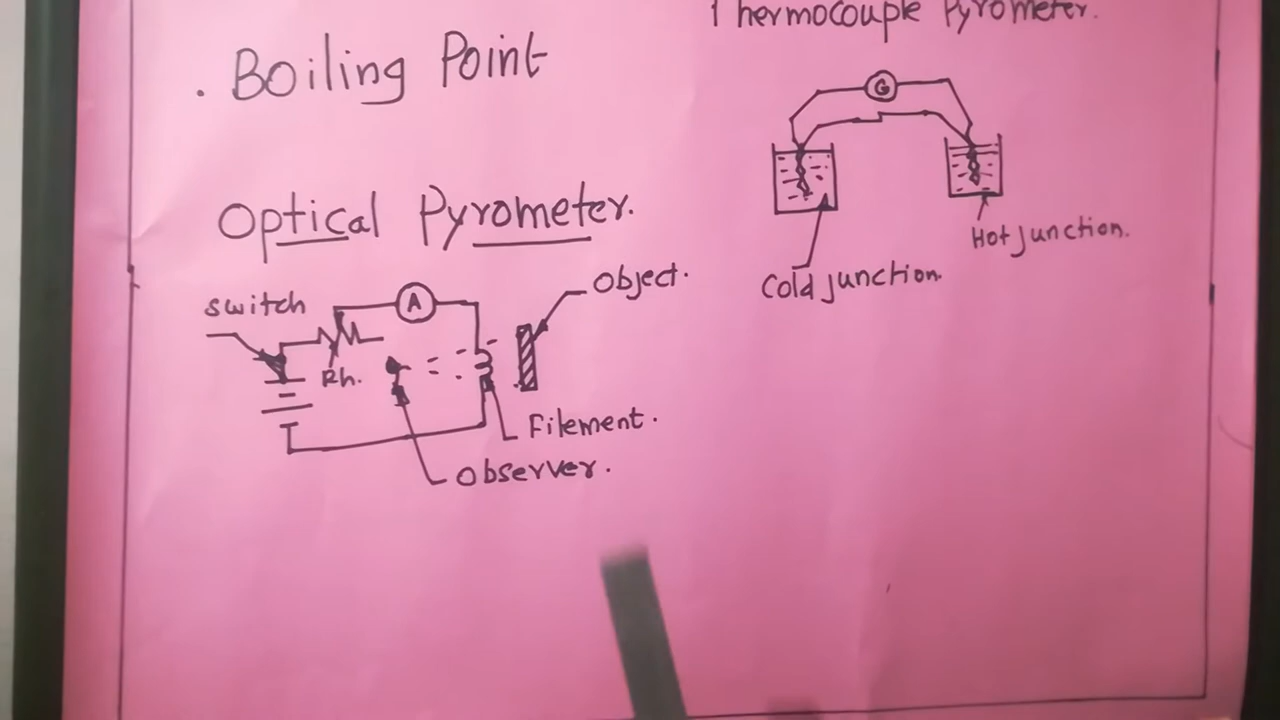 Thermocouple Pyrometer.
. Boiling Point
G
Optical Pyrometer.
Hot junction.
Cold junction.
Object.
Switch
A
Rh.
Filement.
Observer.